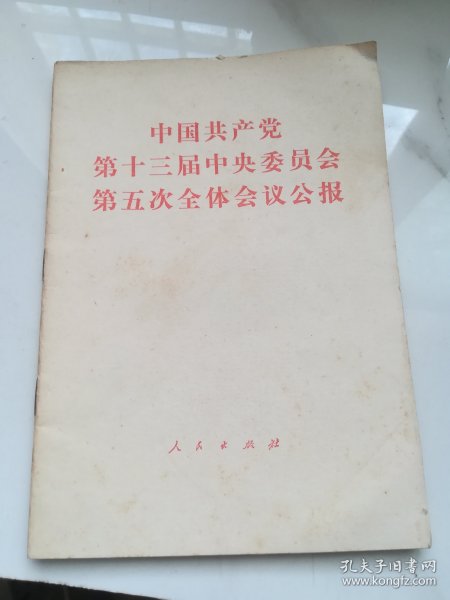 中国共产党
第十三届中央委员会
第五次全体会议公报
人民出版社
孔夫子旧书网
www.kongfz.com